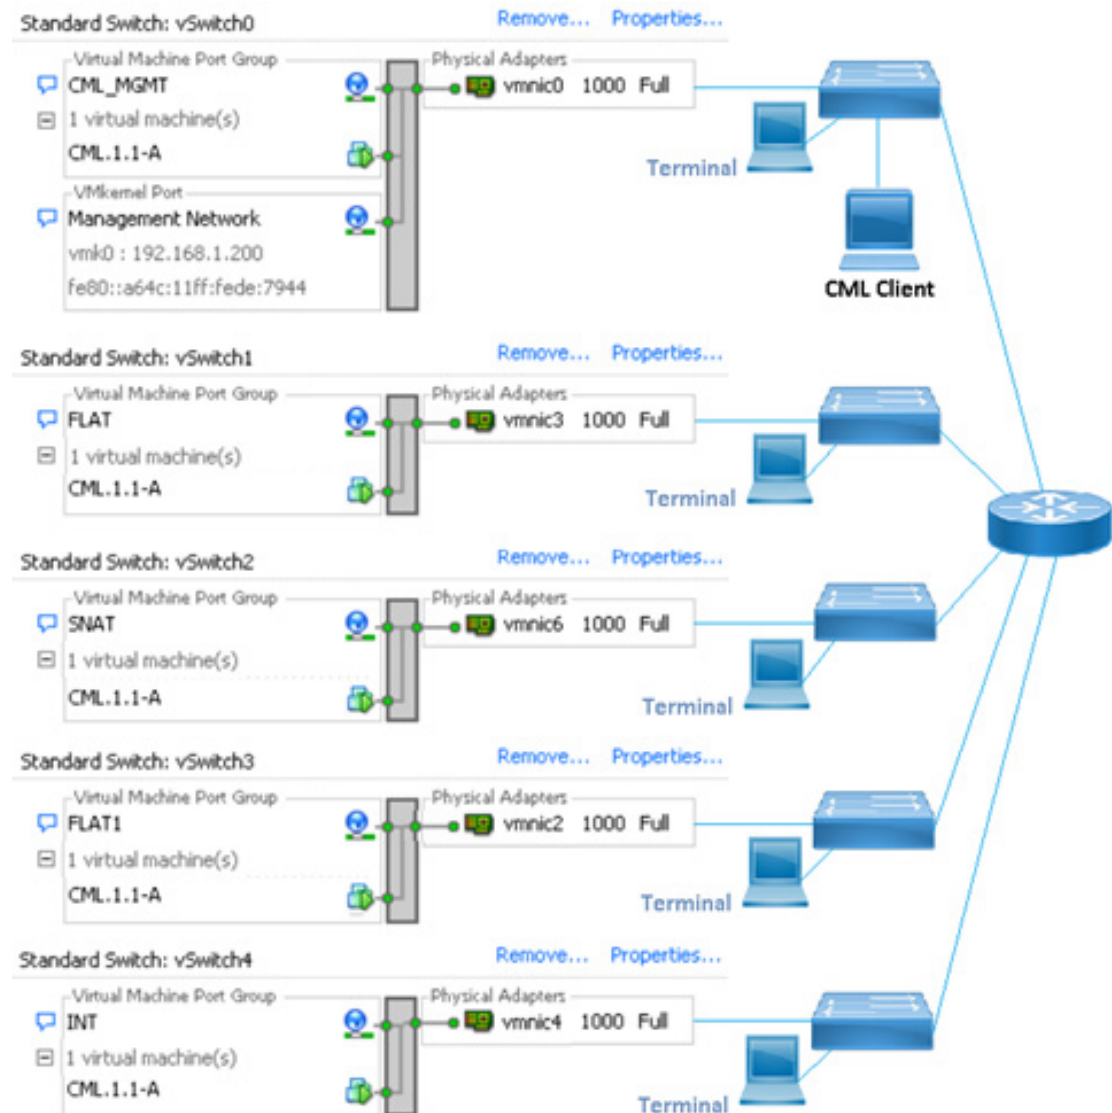 Standard Switch: vSwitch0 Remove... Properties...
Virtual Machine Port Group Physical Adapters
CML_MGMT vmnic0 1000 Full
1 virtual machine(s)
CML.1.1-A
Terminal
VMkernel Port
Management Network
vmk0 : 192.168.1.200
fe80::a64c:11ff:fede:7944
CML Client
Standard Switch: vSwitch1 Remove... Properties...
Virtual Machine Port Group Physical Adapters
FLAT vmnic3 1000 Full
1 virtual machine(s)
CML.1.1-A
Terminal
Standard Switch: vSwitch2 Remove... Properties...
Virtual Machine Port Group Physical Adapters
SNAT vmnic6 1000 Full
1 virtual machine(s)
CML.1.1-A
Terminal
Standard Switch: vSwitch3 Remove... Properties...
Virtual Machine Port Group Physical Adapters
FLAT1 vmnic2 1000 Full
1 virtual machine(s)
CML.1.1-A
Terminal
Standard Switch: vSwitch4 Remove... Properties...
Virtual Machine Port Group Physical Adapters
INT vmnic4 1000 Full
1 virtual machine(s)
CML.1.1-A
Terminal